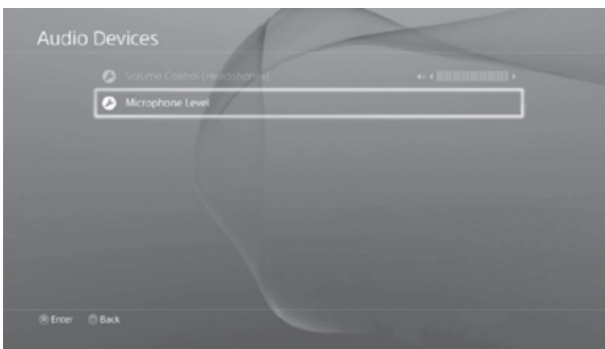 Audio Devices
Volume Control (Headphones)
Microphone Level
Enter Back